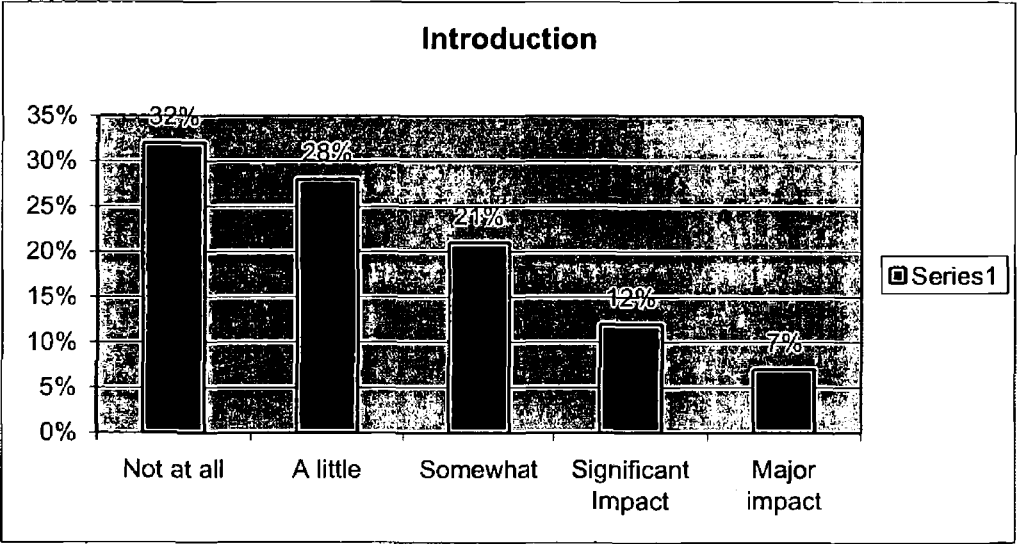 Introduction
35%
30%
25%
20%
15%
10%
5%
0%
32%
28%
21%
12%
7%
Not at all
A little
Somewhat
Significant
Impact
Major
impact
Series1